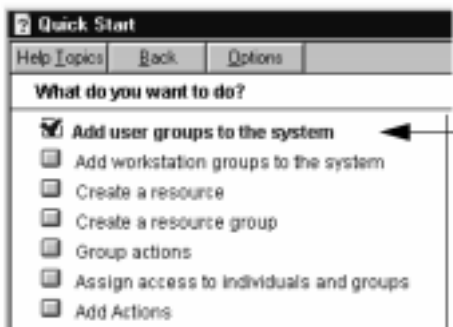 ? Quick Start
Help Topics Back Options
What do you want to do?
Add user groups to the system
Add workstation groups to the system
Create a resource
Create a resource group
Group actions
Assign access to individuals and groups
Add Actions